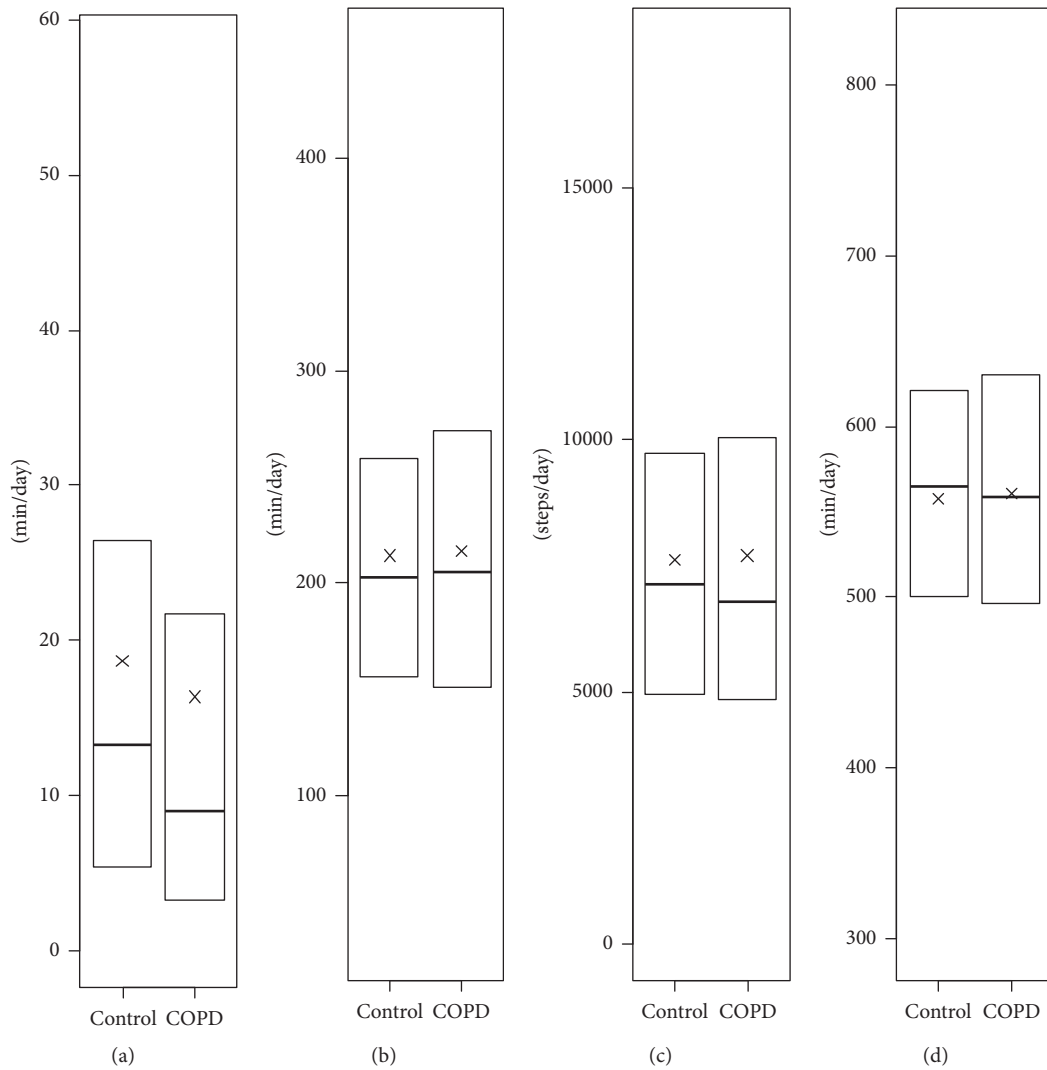 60
50
40
30
20
10
0
(min/day)
Control COPD
(a)
400
300
200
100
(min/day)
Control COPD
(b)
15000
10000
5000
0
(steps/day)
Control COPD
(c)
800
700
600
500
400
300
(min/day)
Control COPD
(d)